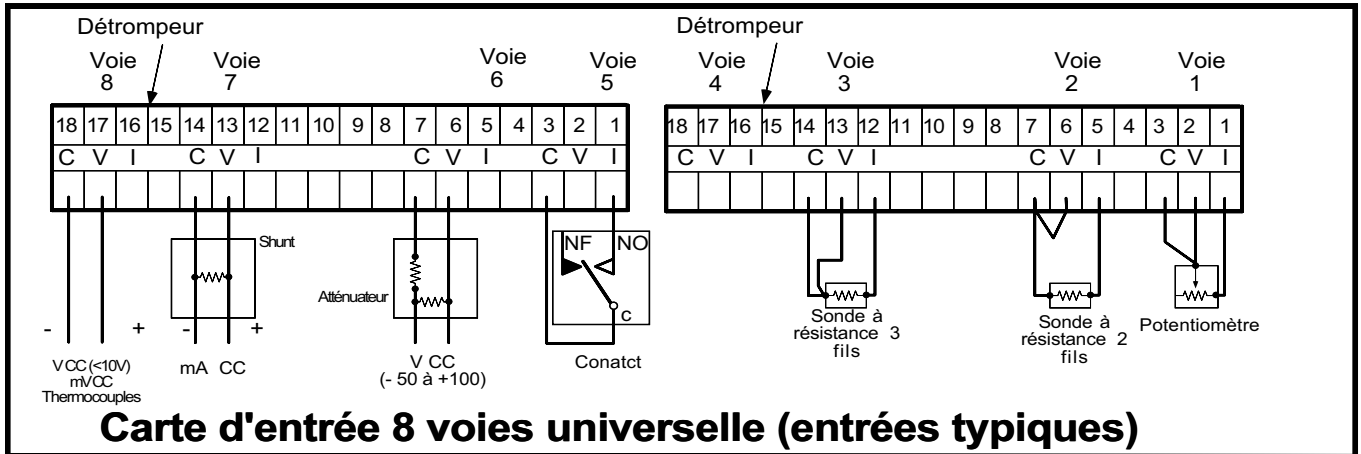 Détrompeur
Voie 8
Voie 7
Voie 6
Voie 5
18 17 16 15 14 13 12 11 10 9 8 7 6 5 4 3 2 1
C V I C V I C V I C V I
Shunt
Atténuateur
NF NO
c
- + - +
V CC (<10V)
mVCC
Thermocouples
mA CC
V CC
(- 50 à +100)
Conatct
Détrompeur
Voie 4
Voie 3
Voie 2
Voie 1
18 17 16 15 14 13 12 11 10 9 8 7 6 5 4 3 2 1
C V I C V I C V I C V I
Sonde à
résistance 3
fils
Sonde à
résistance 2
fils
Potentiomètre
Carte d'entrée 8 voies universelle (entrées typiques)